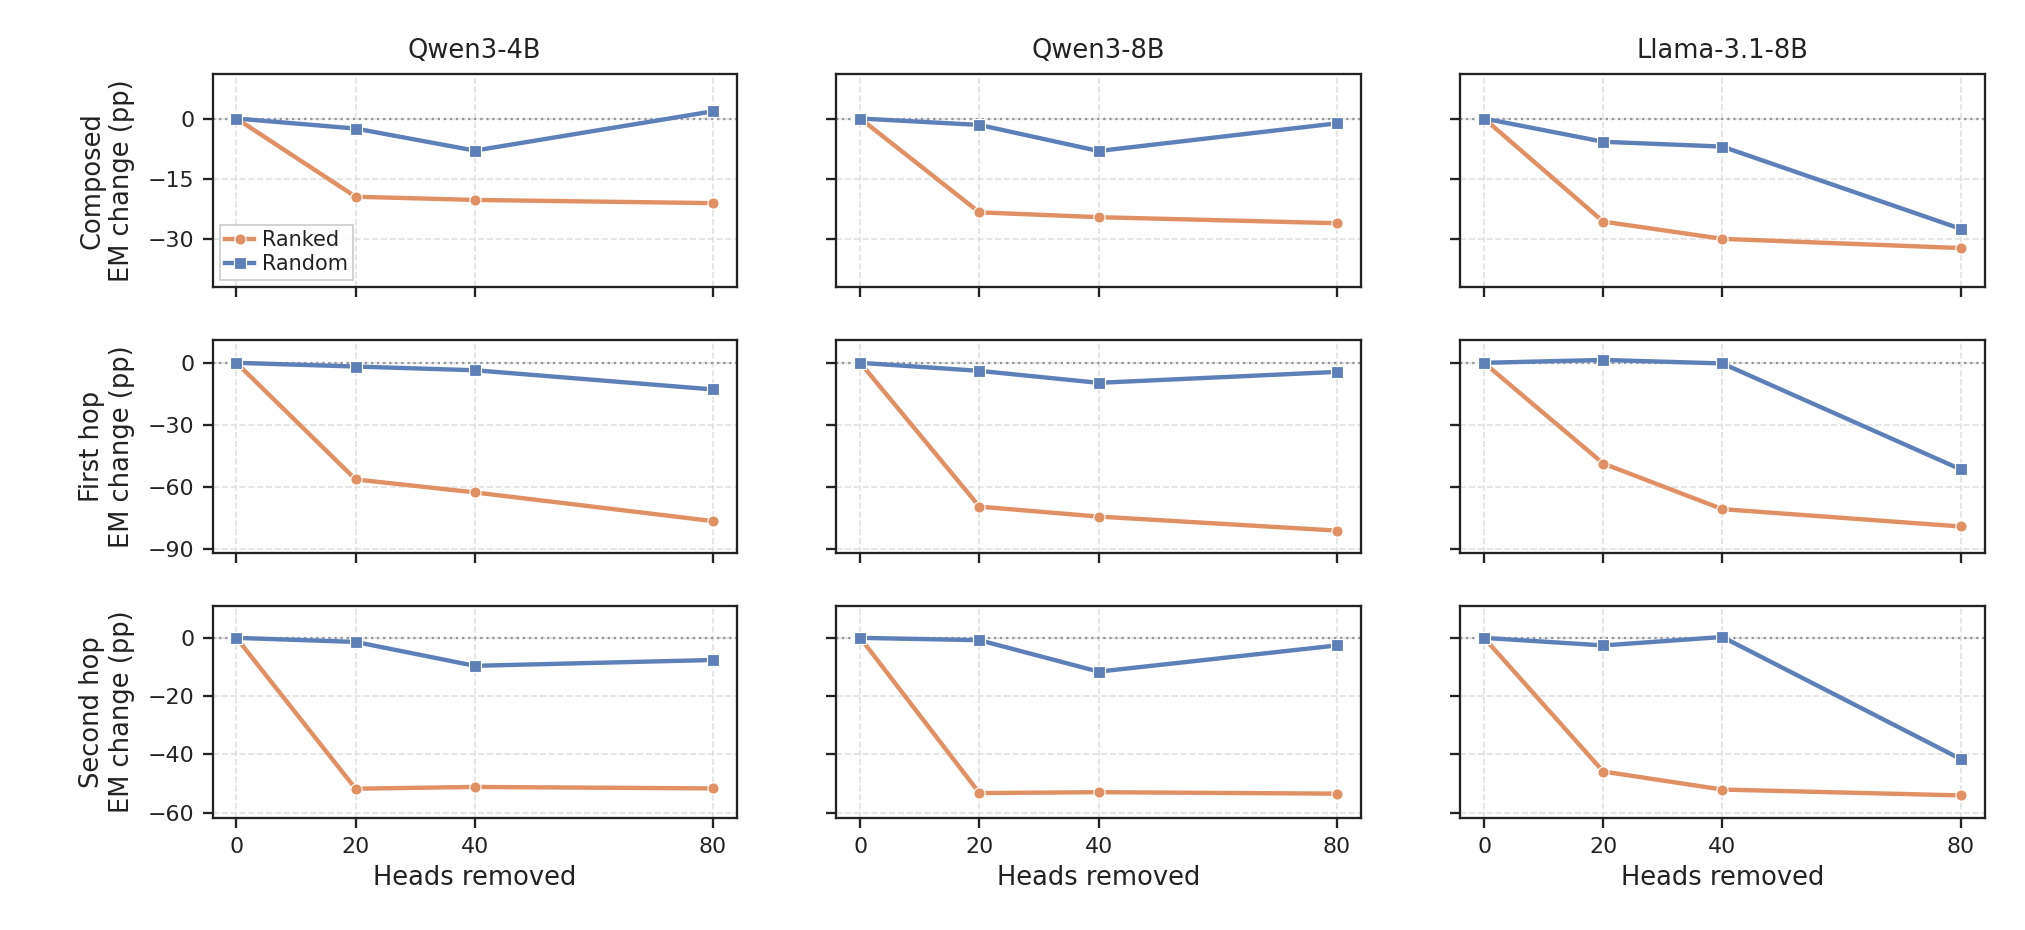 Qwen3-4B
Qwen3-8B
Llama-3.1-8B
Composed
EM change (pp)
0
−15
−30
Ranked
Random
First hop
EM change (pp)
0
−30
−60
−90
Second hop
EM change (pp)
0
−20
−40
−60
0 20 40 80
0 20 40 80
0 20 40 80
Heads removed
Heads removed
Heads removed